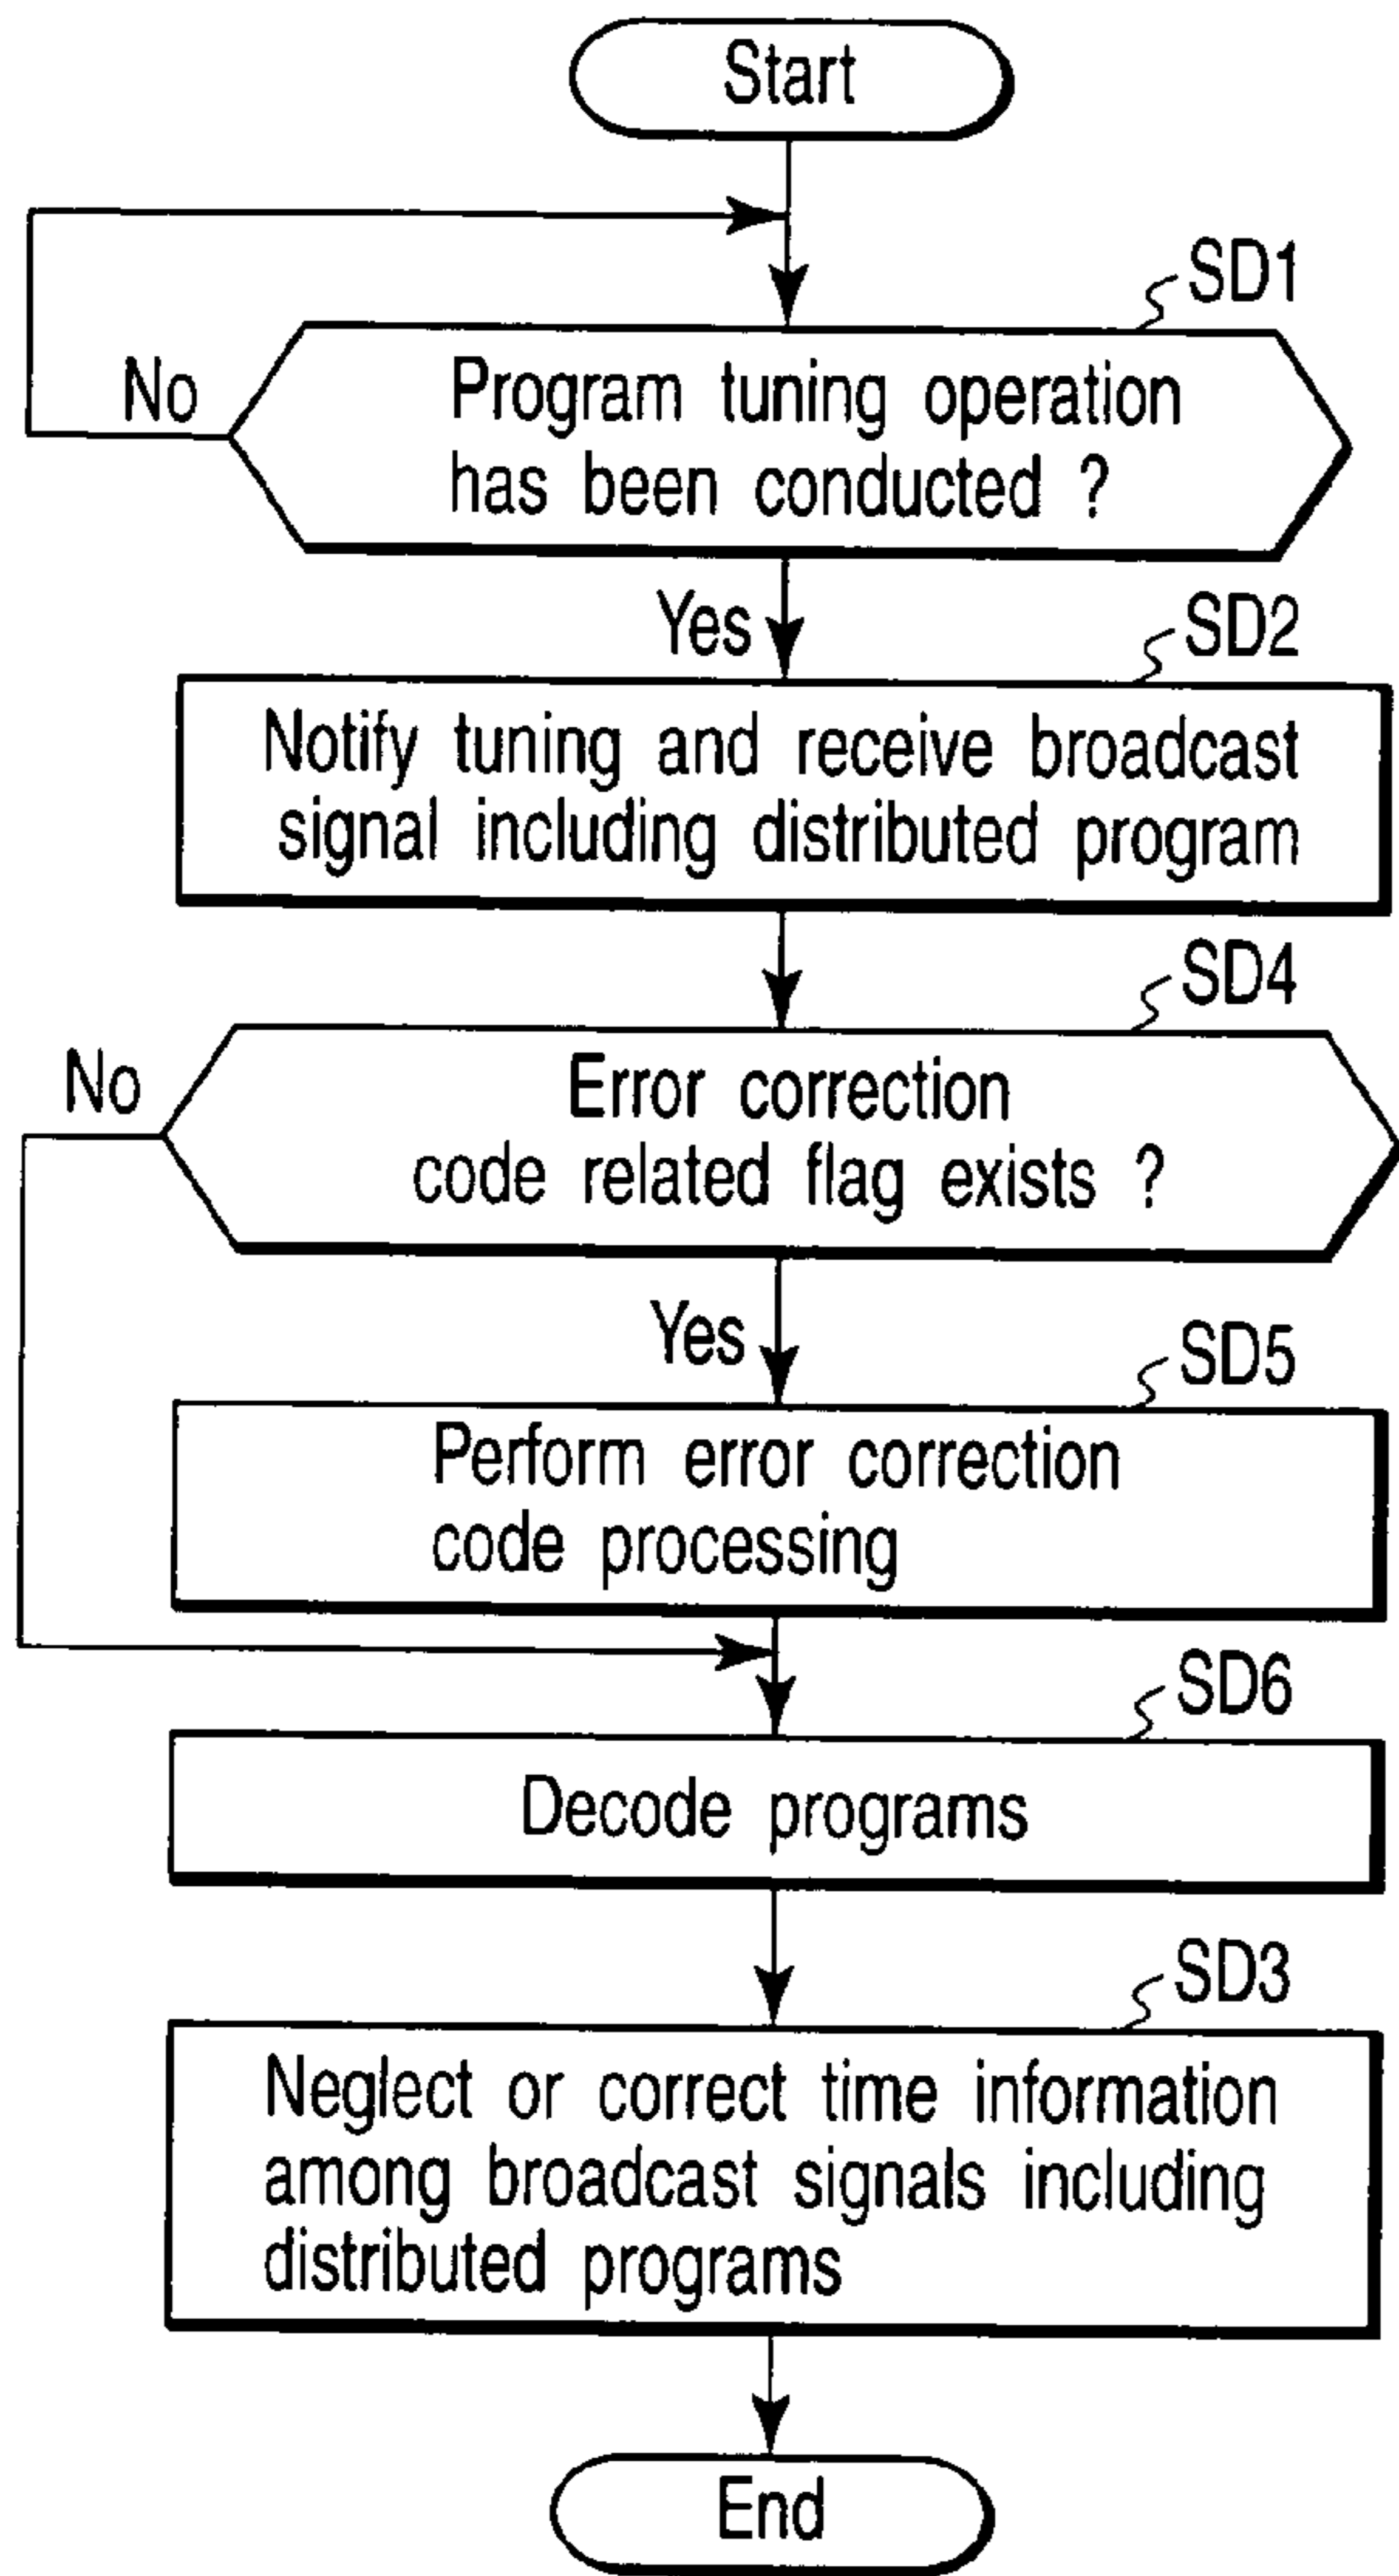 Start
SD1
No
Program tuning operation
has been conducted ?
Yes
SD2
Notify tuning and receive broadcast
signal including distributed program
SD4
No
Error correction
code related flag exists ?
Yes
SD5
Perform error correction
code processing
SD6
Decode programs
SD3
Neglect or correct time information
among broadcast signals including
distributed programs
End